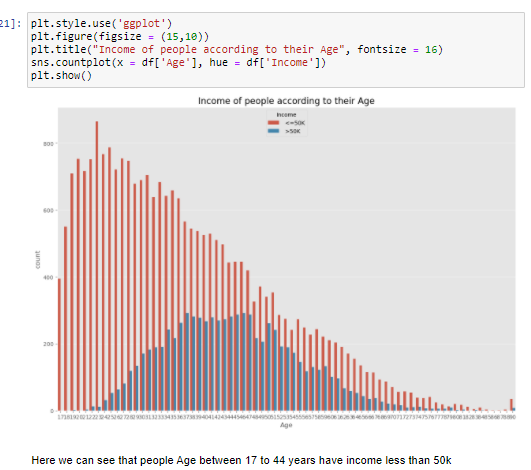 21]: plt.style.use('ggplot')
plt.figure(figsize = (15,10))
plt.title("Income of people according to their Age", fontsize = 16)
sns.countplot(x = df['Age'], hue = df['Income'])
plt.show()
Income of people according to their Age
Income
<=50K
>50K
800
600
400
200
0
count
Age
Here we can see that people Age between 17 to 44 years have income less than 50k